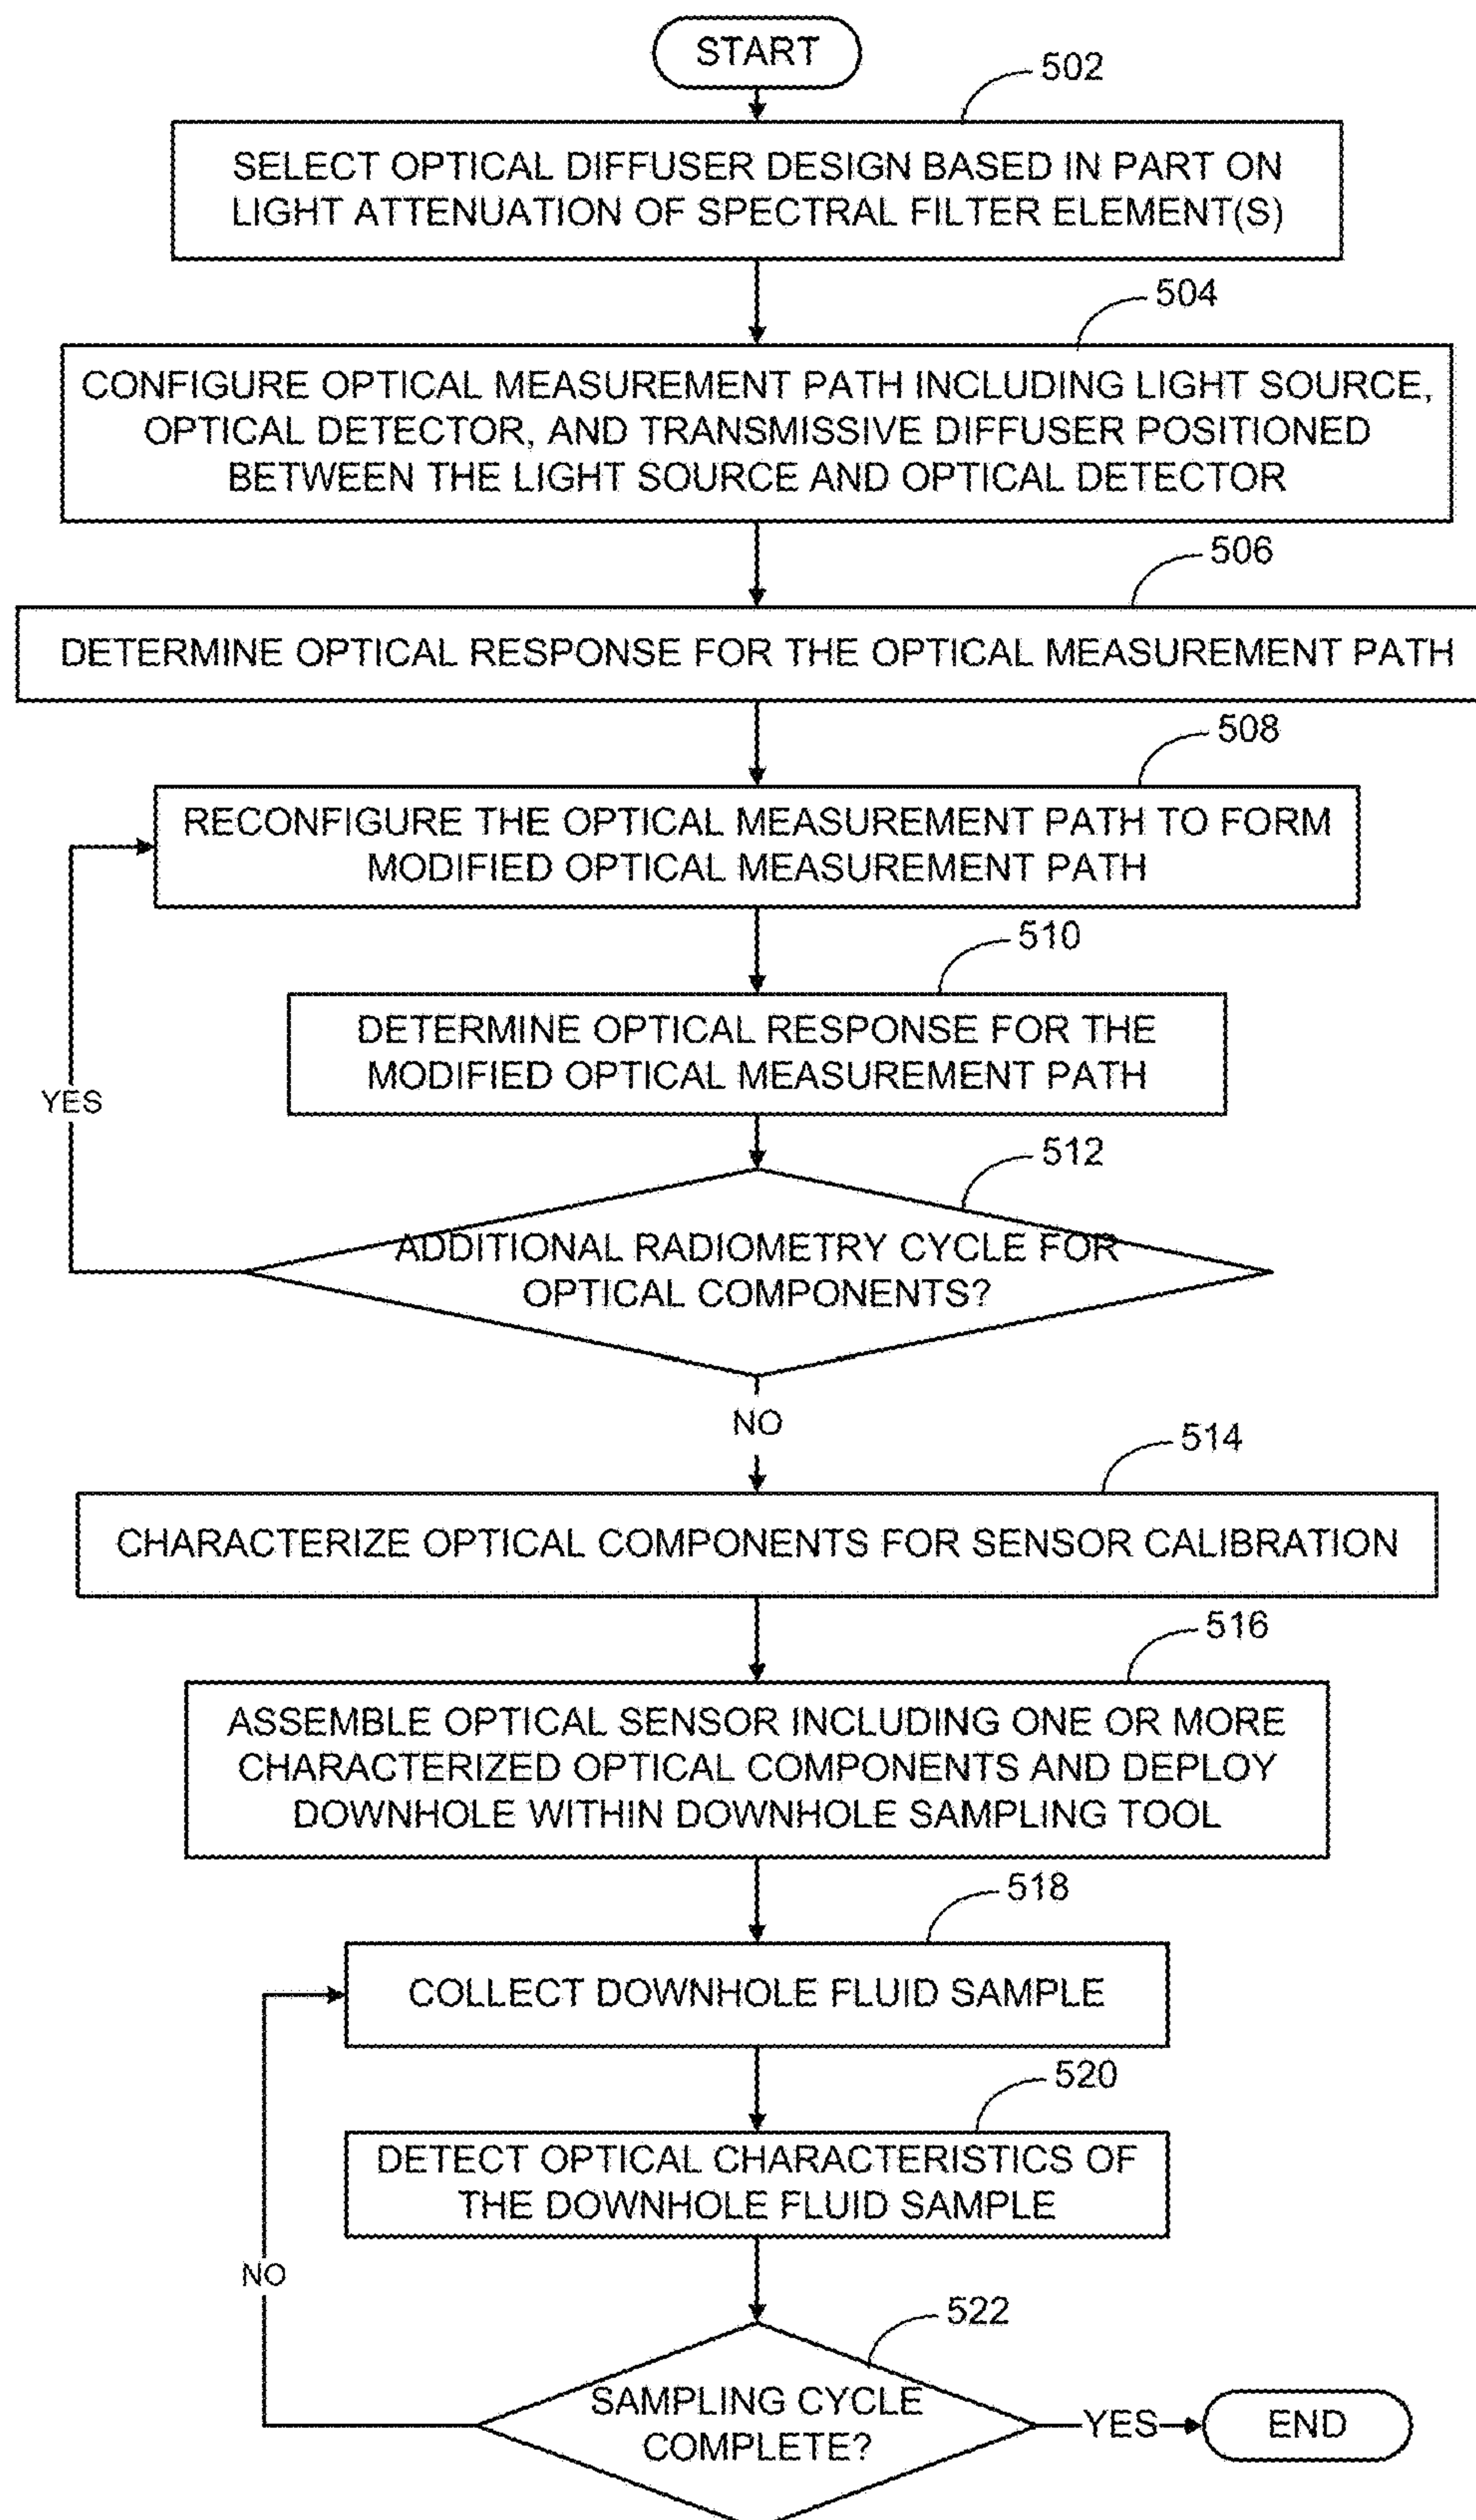 START
502
SELECT OPTICAL DIFFUSER DESIGN BASED IN PART ON
LIGHT ATTENUATION OF SPECTRAL FILTER ELEMENT(S)
504
CONFIGURE OPTICAL MEASUREMENT PATH INCLUDING LIGHT SOURCE,
OPTICAL DETECTOR, AND TRANSMISSIVE DIFFUSER POSITIONED
BETWEEN THE LIGHT SOURCE AND OPTICAL DETECTOR
506
DETERMINE OPTICAL RESPONSE FOR THE OPTICAL MEASUREMENT PATH
508
RECONFIGURE THE OPTICAL MEASUREMENT PATH TO FORM
MODIFIED OPTICAL MEASUREMENT PATH
510
DETERMINE OPTICAL RESPONSE FOR THE
MODIFIED OPTICAL MEASUREMENT PATH
YES
512
ADDITIONAL RADIOMETRY CYCLE FOR
OPTICAL COMPONENTS?
NO
514
CHARACTERIZE OPTICAL COMPONENTS FOR SENSOR CALIBRATION
516
ASSEMBLE OPTICAL SENSOR INCLUDING ONE OR MORE
CHARACTERIZED OPTICAL COMPONENTS AND DEPLOY
DOWNHOLE WITHIN DOWNHOLE SAMPLING TOOL
518
COLLECT DOWNHOLE FLUID SAMPLE
520
DETECT OPTICAL CHARACTERISTICS OF
THE DOWNHOLE FLUID SAMPLE
NO
522
SAMPLING CYCLE
COMPLETE?
YES
END